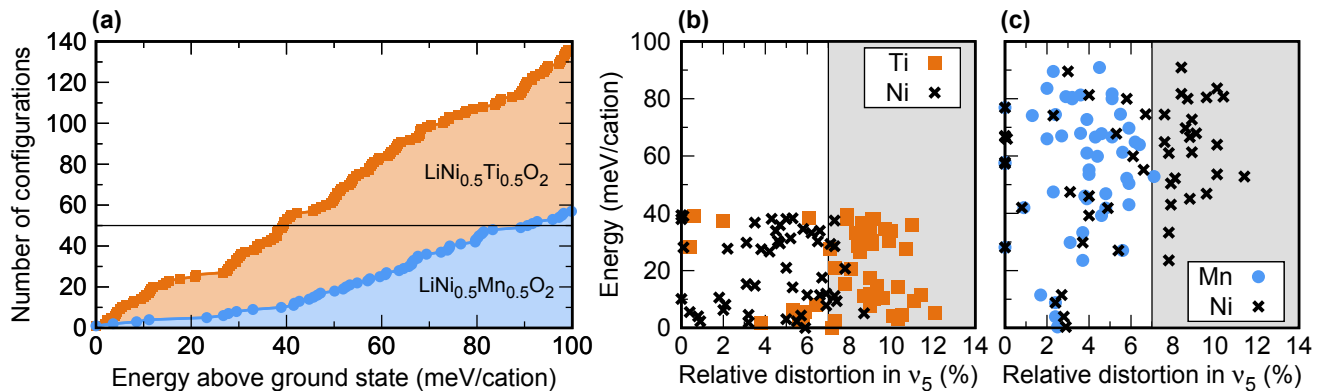 (a)
Number of configurations
140
120
100
80
60
40
20
0
LiNi0.5Ti0.5O2
LiNi0.5Mn0.5O2
0 20 40 60 80 100
Energy above ground state (meV/cation)
(b)
Energy (meV/cation)
100
80
60
40
20
0
Ti
Ni
0 2 4 6 8 10 12 14
Relative distortion in ν5 (%)
(c)
Mn
Ni
0 2 4 6 8 10 12 14
Relative distortion in ν5 (%)